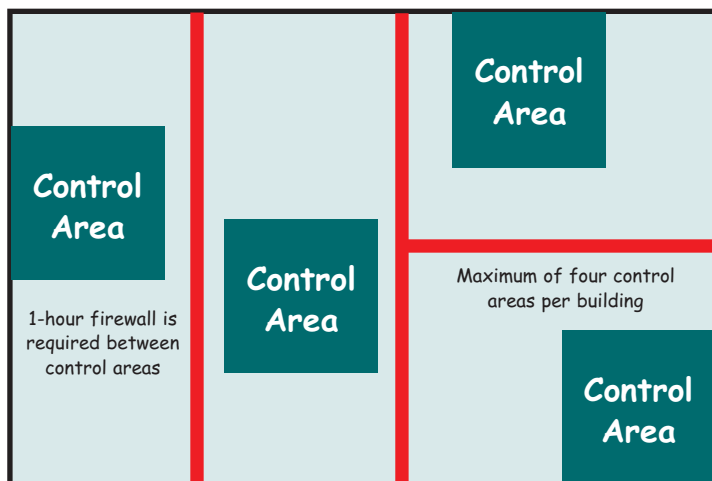 Control
Area
1-hour firewall is
required between
control areas
Control
Area
Control
Area
Maximum of four control
areas per building
Control
Area